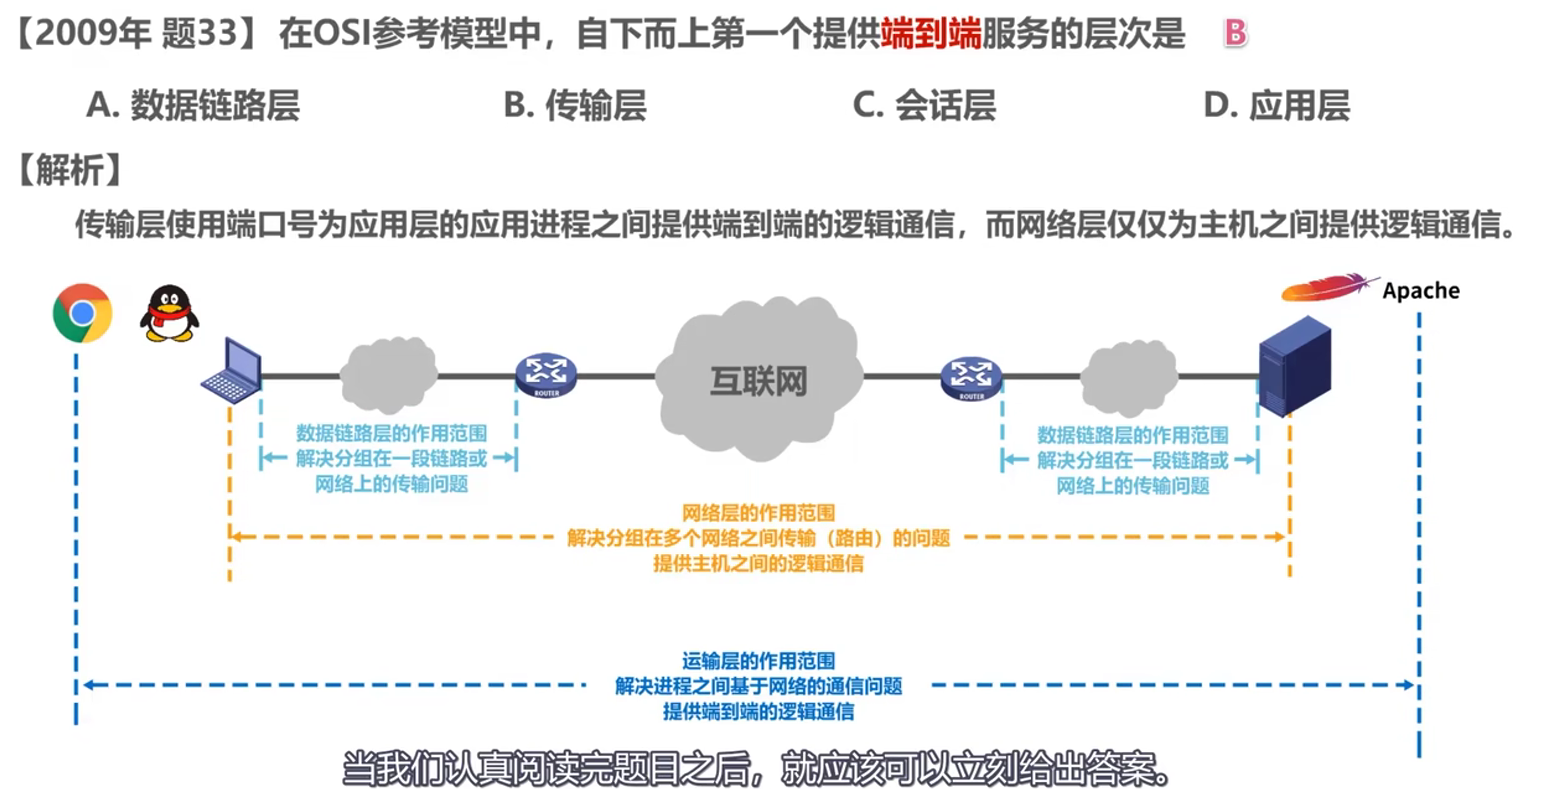 【2009年 题33】在OSI参考模型中，自下而上第一个提供端到端服务的层次是 B
A. 数据链路层 B. 传输层 C. 会话层 D. 应用层
【解析】
传输层使用端口号为应用层的应用进程之间提供端到端的逻辑通信，而网络层仅仅为主机之间提供逻辑通信。
Apache
互联网
ROUTER
ROUTER
数据链路层的作用范围
解决分组在一段链路或
网络上的传输问题
数据链路层的作用范围
解决分组在一段链路或
网络上的传输问题
网络层的作用范围
解决分组在多个网络之间传输（路由）的问题
提供主机之间的逻辑通信
运输层的作用范围
解决进程之间基于网络的通信问题
提供端到端的逻辑通信
当我们认真阅读完题目之后，就应该可以立刻给出答案。